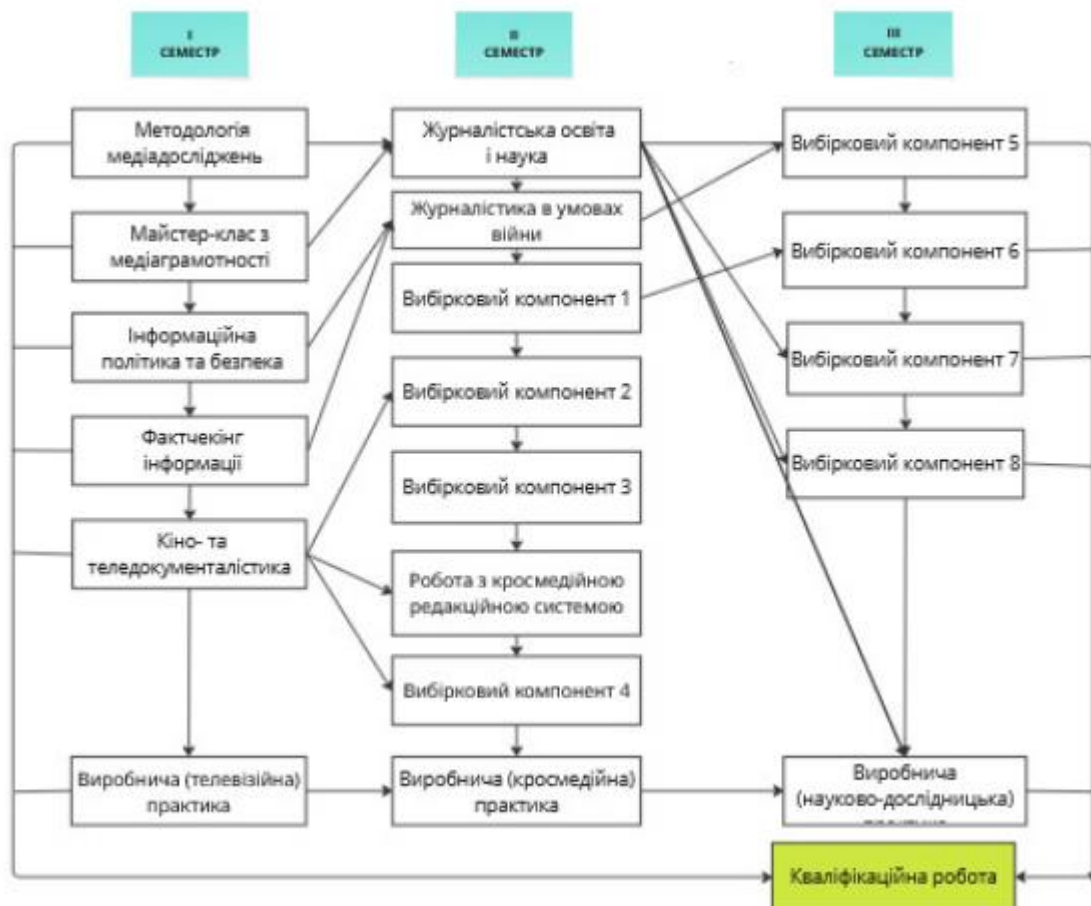 I
СЕМЕСТР
II
СЕМЕСТР
III
СЕМЕСТР
Методологія
медіадосліджень
Майстер-клас з
медіаграмотності
Інформаційна
політика та безпека
Фактчекінг
інформації
Кіно- та
теледокументалістика
Виробнича (телевізійна)
практика
Журналістська освіта
і наука
Журналістика в умовах
війни
Вибірковий компонент 1
Вибірковий компонент 2
Вибірковий компонент 3
Робота з кросмедійною
редакційною системою
Вибірковий компонент 4
Виробнича (кросмедійна)
практика
Вибірковий компонент 5
Вибірковий компонент 6
Вибірковий компонент 7
Вибірковий компонент 8
Виробнича
(науково-дослідницька)
Кваліфікаційна робота